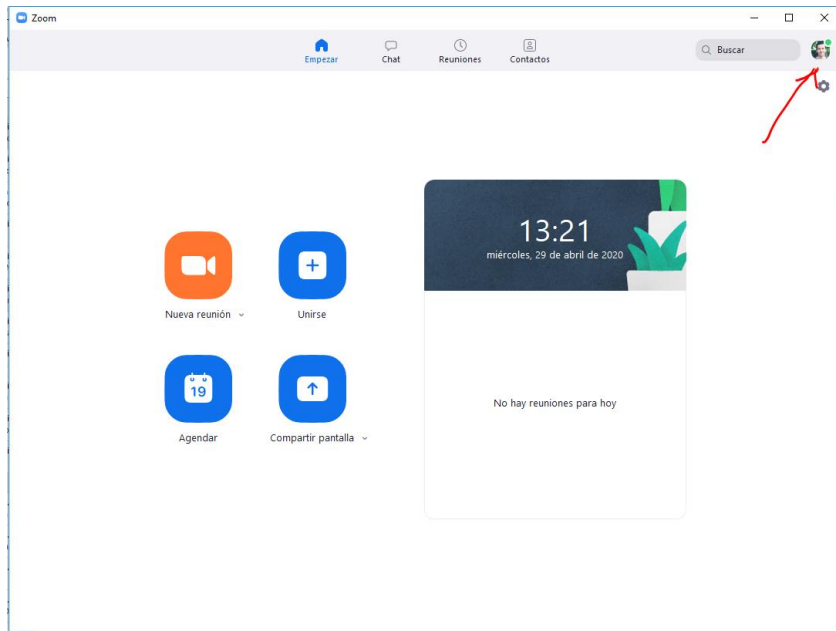 Zoom
Empezar
Chat
Reuniones
Contactos
Buscar
13:21
miércoles, 29 de abril de 2020
Nueva reunión
Unirse
19
Agendar
Compartir pantalla
No hay reuniones para hoy